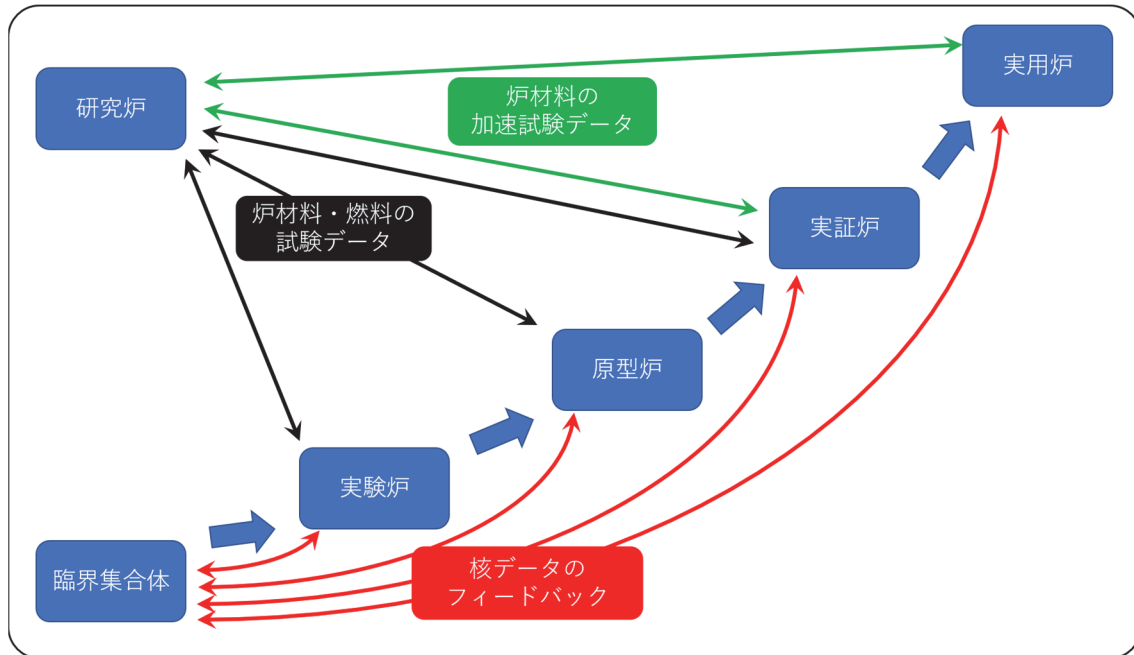 実用炉
研究炉
炉材料の
加速試験データ
炉材料・燃料の
試験データ
実証炉
原型炉
実験炉
臨界集合体
核データの
フィードバック